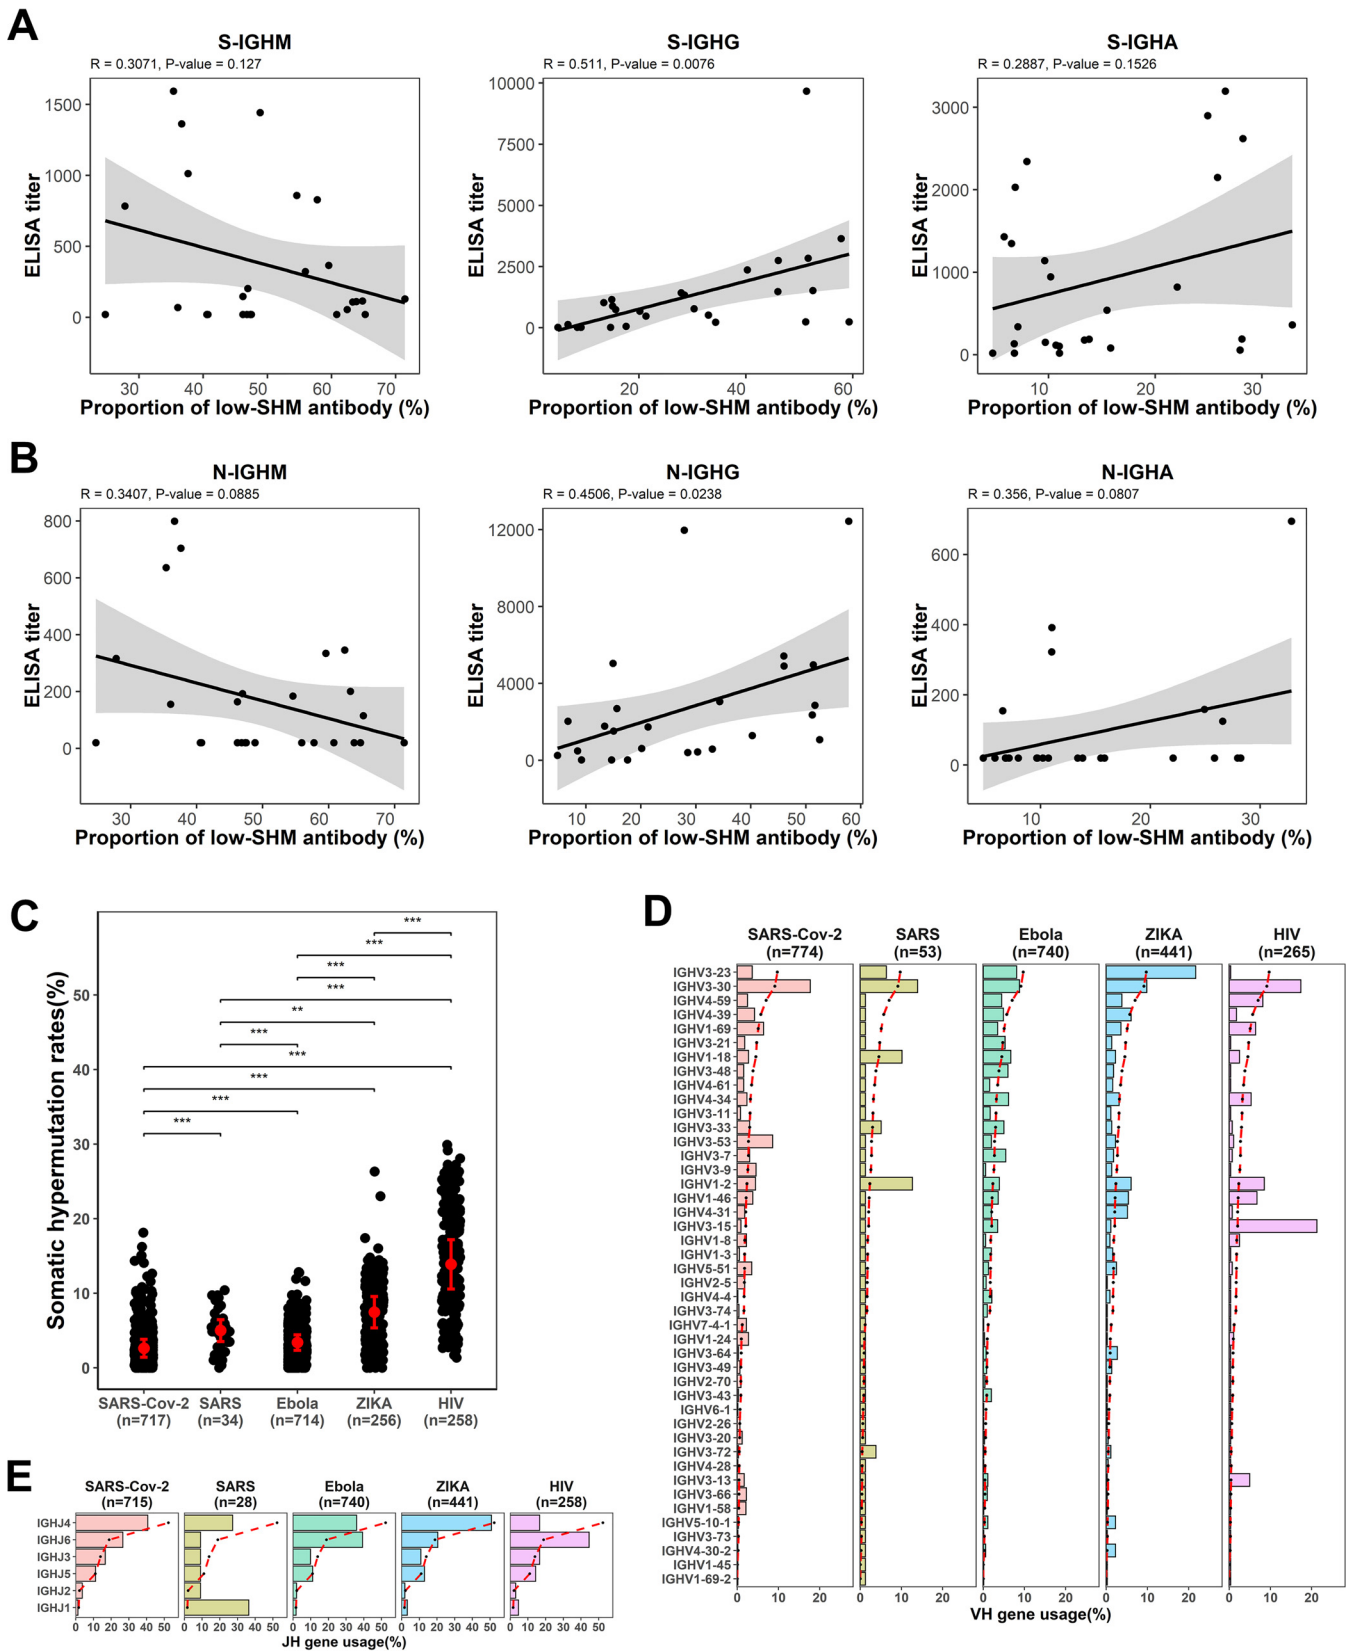 A
S-IGHM
R = 0.3071, P-value = 0.127
ELISA titer
1500
1000
500
0
30 40 50 60 70
Proportion of low-SHM antibody (%)
S-IGHG
R = 0.511, P-value = 0.0076
ELISA titer
10000
7500
5000
2500
0
20 40 60
Proportion of low-SHM antibody (%)
S-IGHA
R = 0.2887, P-value = 0.1526
ELISA titer
3000
2000
1000
0
10 20 30
Proportion of low-SHM antibody (%)
B
N-IGHM
R = 0.3407, P-value = 0.0885
ELISA titer
800
600
400
200
0
30 40 50 60 70
Proportion of low-SHM antibody (%)
N-IGHG
R = 0.4506, P-value = 0.0238
ELISA titer
12000
8000
4000
0
10 20 30 40 50 60
Proportion of low-SHM antibody (%)
N-IGHA
R = 0.356, P-value = 0.0807
ELISA titer
600
400
200
0
10 20 30
Proportion of low-SHM antibody (%)
C
Somatic hypermutation rates(%)
50
40
30
20
10
0
***
***
***
***
**
***
***
***
***
***
SARS-Cov-2 SARS Ebola ZIKA HIV
(n=717) (n=34) (n=714) (n=256) (n=258)
D
SARS-Cov-2 SARS Ebola ZIKA HIV
(n=774) (n=53) (n=740) (n=441) (n=265)
IGHV3-23
IGHV3-30
IGHV4-59
IGHV4-39
IGHV1-69
IGHV3-21
IGHV1-18
IGHV3-48
IGHV4-61
IGHV4-34
IGHV3-11
IGHV3-33
IGHV3-53
IGHV3-7
IGHV3-9
IGHV1-2
IGHV1-46
IGHV4-31
IGHV3-15
IGHV1-8
IGHV1-3
IGHV5-51
IGHV2-5
IGHV4-4
IGHV3-74
IGHV7-4-1
IGHV1-24
IGHV3-64
IGHV3-49
IGHV2-70
IGHV3-43
IGHV6-1
IGHV2-26
IGHV3-20
IGHV3-72
IGHV4-28
IGHV3-13
IGHV3-66
IGHV1-58
IGHV5-10-1
IGHV3-73
IGHV4-30-2
IGHV1-45
IGHV1-69-2
0 10 20 0 10 20 0 10 20 0 10 20 0 10 20
VH gene usage(%)
E
SARS-Cov-2 SARS Ebola ZIKA HIV
(n=715) (n=28) (n=740) (n=441) (n=258)
IGHJ4
IGHJ6
IGHJ3
IGHJ5
IGHJ2
IGHJ1
0 10 20 30 40 50 0 10 20 30 40 50 0 10 20 30 40 50 0 10 20 30 40 50 0 10 20 30 40 50
JH gene usage(%)